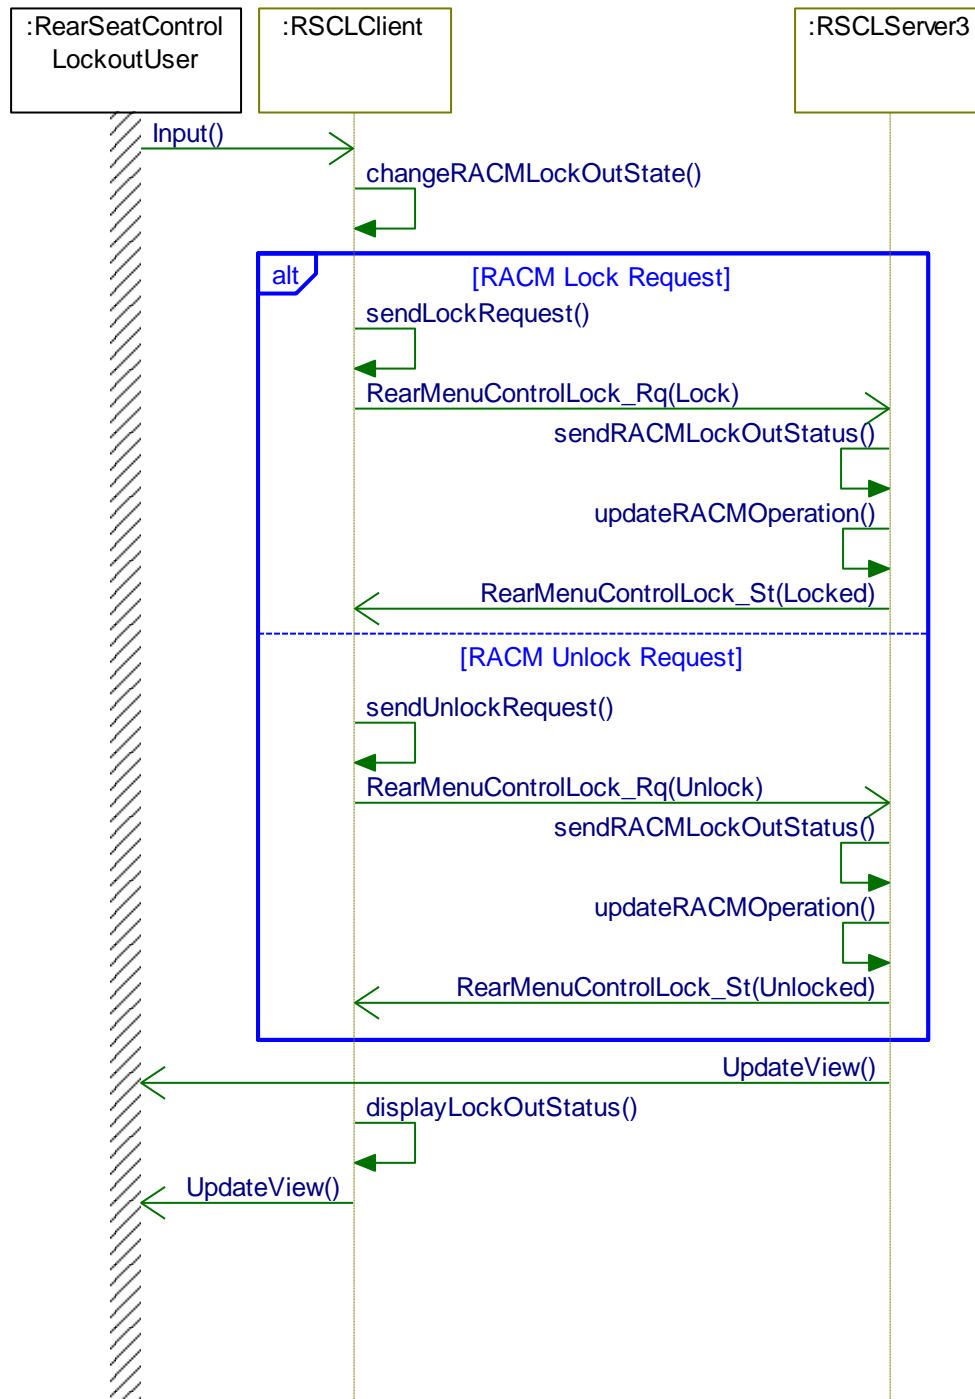 :RearSeatControl
LockoutUser
:RSCLClient
:RSCLServer3
Input()
changeRACMLockOutState()
alt
[RACM Lock Request]
sendLockRequest()
RearMenuControlLock_Rq(Lock)
sendRACMLockOutStatus()
updateRACMOperation()
RearMenuControlLock_St(Locked)
[RACM Unlock Request]
sendUnlockRequest()
RearMenuControlLock_Rq(Unlock)
sendRACMLockOutStatus()
updateRACMOperation()
RearMenuControlLock_St(Unlocked)
UpdateView()
displayLockOutStatus()
UpdateView()